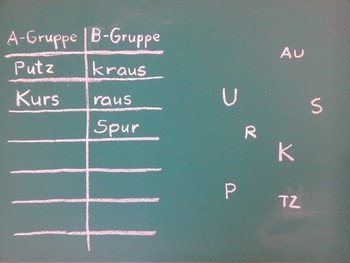 A-Gruppe B-Gruppe
Putz kraus
Kurs raus
Spur
AU
U S
R
K
P TZ